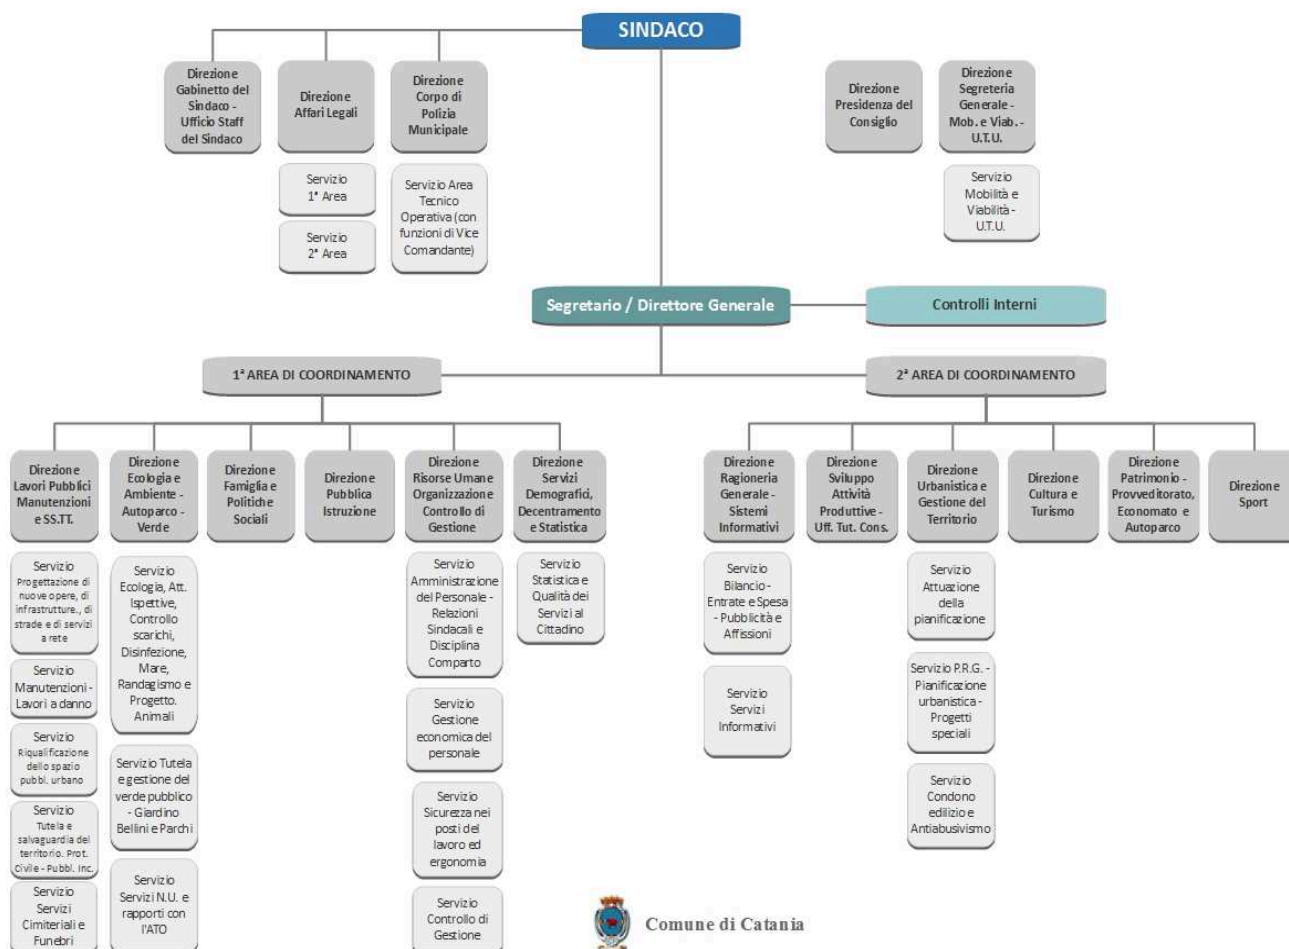 SINDACO
Direzione
Gabinetto del
Sindaco -
Ufficio Staff
del Sindaco
Direzione
Affari Legali
Direzione
Corpo di
Polizia
Municipale
Direzione
Presidenza del
Consiglio
Direzione
Segreteria
Generale -
Mob. e Viab. -
U.T.U.
Servizio
1ª Area
Servizio
2ª Area
Servizio Area
Tecnico
Operativa (con
funzioni di Vice
Comandante)
Servizio
Mobilità e
Viabilità -
U.T.U.
Segretario / Direttore Generale
Controlli Interni
1ª AREA DI COORDINAMENTO
2ª AREA DI COORDINAMENTO
Direzione
Lavori Pubblici
Manutenzioni
e SS.TT.
Servizio
Progettazione di
nuove opere, di
infrastrutture., di
strade e di servizi
a rete
Servizio
Manutenzioni -
Lavori a danno
Servizio
Riqualificazione
dello spazio
pubbl. urbano
Servizio
Tutela e
salvaguardia del
territorio. Prot.
Civile - Pubbl. Inc.
Servizio
Servizi
Cimiteriali e
Funebri
Direzione
Ecologia e
Ambiente -
Autoparco -
Verde
Servizio
Ecologia, Att.
Ispettive,
Controllo
scarichi,
Disinfezione,
Mare,
Randagismo e
Progetto.
Animali
Servizio Tutela
e gestione del
verde pubblico
- Giardino
Bellini e Parchi
Servizio
Servizi N.U. e
rapporti con
l'ATO
Direzione
Famiglia e
Politiche
Sociali
Direzione
Pubblica
Istruzione
Direzione
Risorse Umane
Organizzazione
Controllo di
Gestione
Servizio
Amministrazione
del Personale -
Relazioni
Sindacali e
Disciplina
Comparto
Servizio
Gestione
economica del
personale
Servizio
Sicurezza nei
posti del
lavoro ed
ergonomia
Servizio
Controllo di
Gestione
Direzione
Servizi
Demografici,
Decentramento
e Statistica
Servizio
Statistica e
Qualità dei
Servizi al
Cittadino
Direzione
Ragioneria
Generale -
Sistemi
Informativi
Servizio
Bilancio -
Entrate e Spesa
- Pubblicità e
Affissioni
Servizio
Servizi
Informativi
Direzione
Sviluppo
Attività
Produttive -
Uff. Tut. Cons.
Direzione
Urbanistica e
Gestione del
Territorio
Servizio
Attuazione
della
pianificazione
Servizio P.R.G. -
Pianificazione
urbanistica -
Progetti
speciali
Servizio
Condono
edilizio e
Antiabusivismo
Direzione
Cultura e
Turismo
Direzione
Patrimonio -
Provveditorato,
Economato e
Autoparco
Direzione
Sport
Comune di Catania